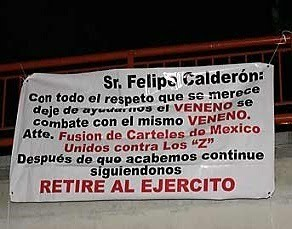 Sr. Felipe Calderón:
Con todo el respeto que se merece
deje de ayudarnos el VENENO se
combate con el mismo VENENO.
Atte. Fusion de Carteles de Mexico
Unidos contra Los "Z"
Después de que acabemos continue
siguiendonos
RETIRE AL EJERCITO